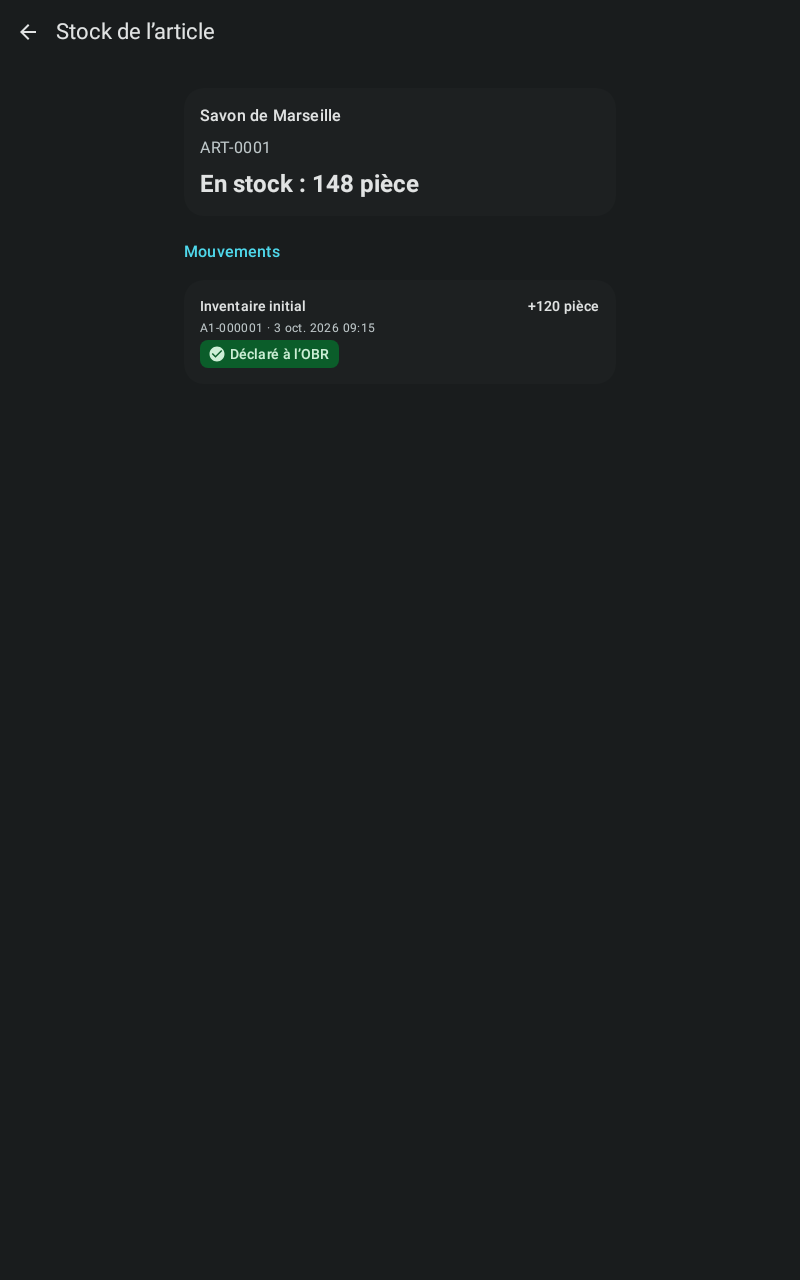 Stock de l’article
Savon de Marseille
ART-0001
En stock : 148 pièce
Mouvements
Inventaire initial +120 pièce
A1-000001 · 3 oct. 2026 09:15
Déclaré à l’OBR